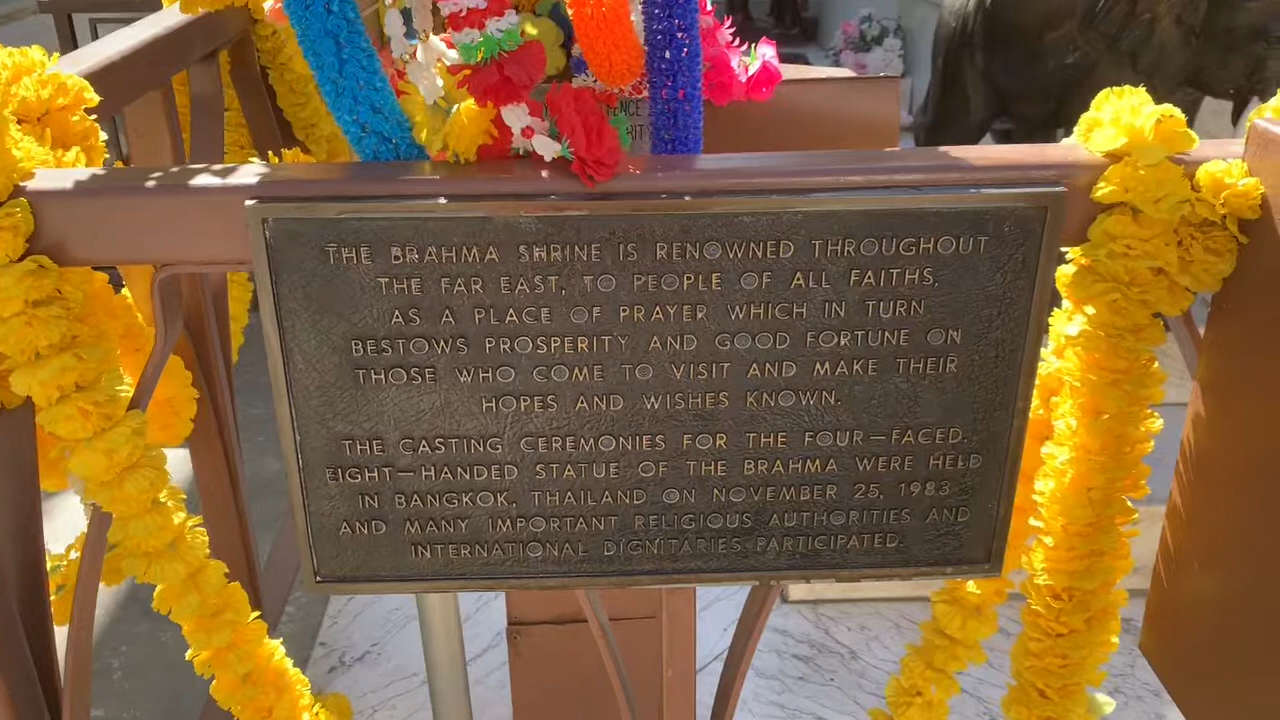 ENCE
RIT
THE BRAHMA SHRINE IS RENOWNED THROUGHOUT
THE FAR EAST, TO PEOPLE OF ALL FAITHS,
AS A PLACE OF PRAYER WHICH IN TURN
BESTOWS PROSPERITY AND GOOD FORTUNE ON
THOSE WHO COME TO VISIT AND MAKE THEIR
HOPES AND WISHES KNOWN.
THE CASTING CEREMONIES FOR THE FOUR-FACED,
EIGHT-HANDED STATUE OF THE BRAHMA WERE HELD
IN BANGKOK, THAILAND ON NOVEMBER 25, 1983
AND MANY IMPORTANT RELIGIOUS AUTHORITIES AND
INTERNATIONAL DIGNITARIES PARTICIPATED.